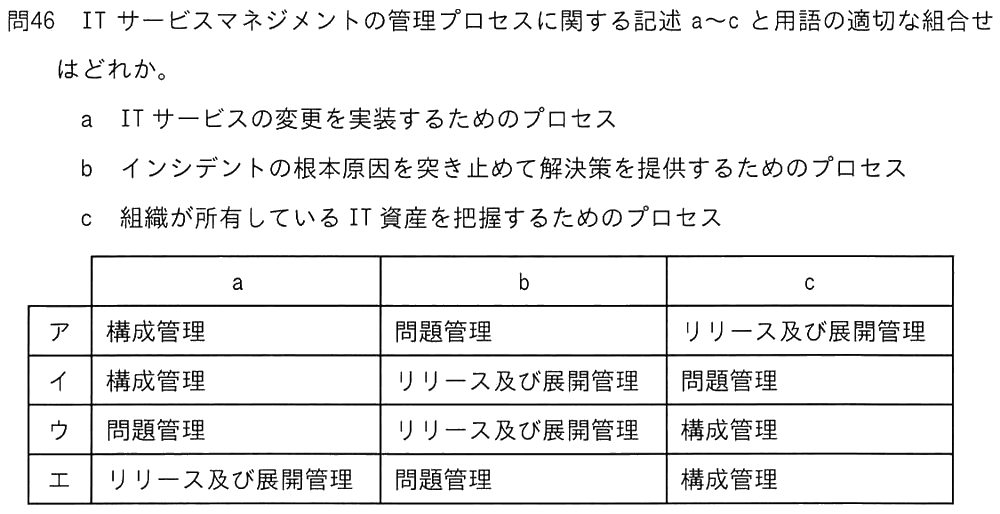 問46 IT サービスマネジメントの管理プロセスに関する記述 a～c と用語の適切な組合せ
はどれか。
a IT サービスの変更を実装するためのプロセス
b インシデントの根本原因を突き止めて解決策を提供するためのプロセス
c 組織が所有している IT 資産を把握するためのプロセス
a b c
ア 構成管理 問題管理 リリース及び展開管理
イ 構成管理 リリース及び展開管理 問題管理
ウ 問題管理 リリース及び展開管理 構成管理
エ リリース及び展開管理 問題管理 構成管理